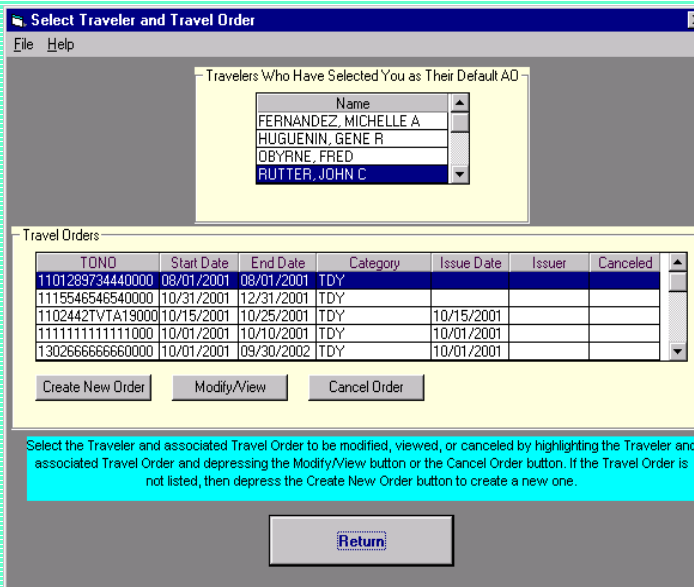 Select Traveler and Travel Order
File Help
Travelers Who Have Selected You as Their Default AO
Name
FERNANDEZ, MICHELLE A
HUGUENIN, GENE R
OBYRNE, FRED
RUTTER, JOHN C
Travel Orders
TONO Start Date End Date Category Issue Date Issuer Canceled
1101289734440000 08/01/2001 08/01/2001 TDY
1115546546540000 10/31/2001 12/31/2001 TDY
1102442TVTA19000 10/15/2001 10/25/2001 TDY 10/15/2001
1111111111111000 10/01/2001 10/10/2001 TDY 10/01/2001
1302666666660000 10/01/2001 09/30/2002 TDY 10/01/2001
Create New Order Modify/View Cancel Order
Select the Traveler and associated Travel Order to be modified, viewed, or canceled by highlighting the Traveler and
associated Travel Order and depressing the Modify/View button or the Cancel Order button. If the Travel Order is
not listed, then depress the Create New Order button to create a new one.
Return